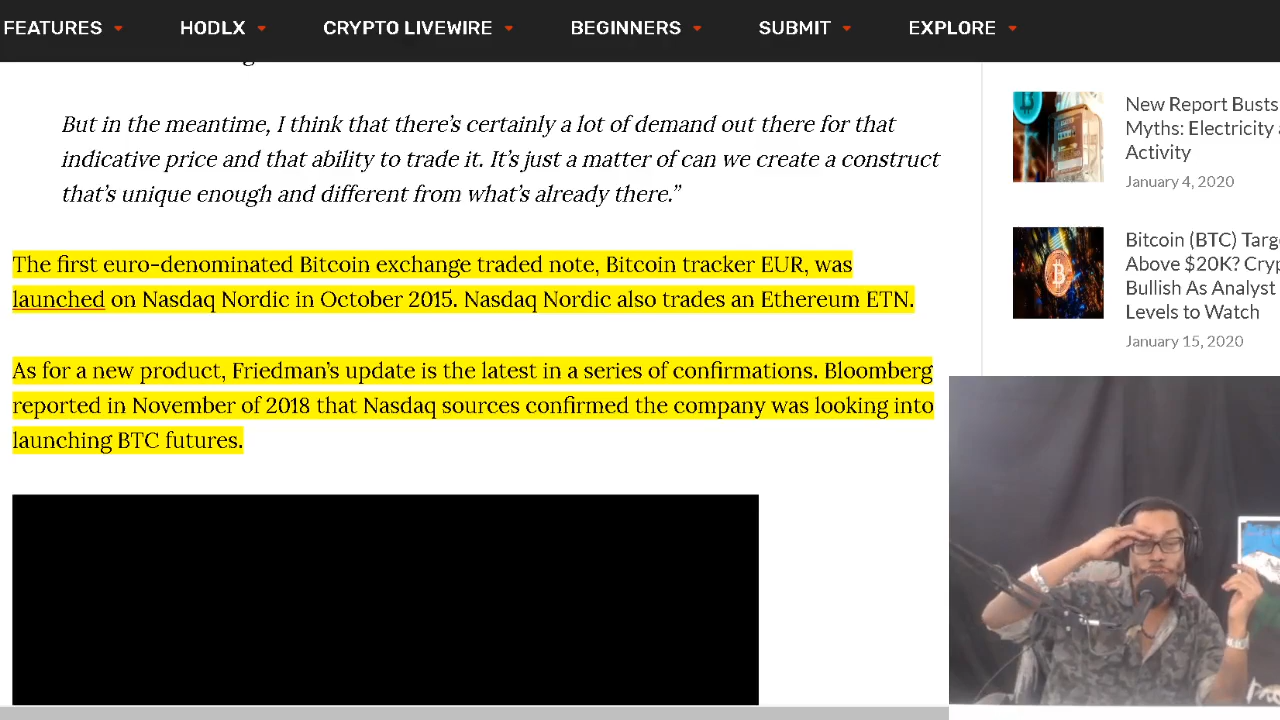 FEATURES HODLX CRYPTO LIVEWIRE BEGINNERS SUBMIT EXPLORE
But in the meantime, I think that there’s certainly a lot of demand out there for that
indicative price and that ability to trade it. It’s just a matter of can we create a construct
that’s unique enough and different from what’s already there.”
The first euro-denominated Bitcoin exchange traded note, Bitcoin tracker EUR, was
launched on Nasdaq Nordic in October 2015. Nasdaq Nordic also trades an Ethereum ETN.
As for a new product, Friedman’s update is the latest in a series of confirmations. Bloomberg
reported in November of 2018 that Nasdaq sources confirmed the company was looking into
launching BTC futures.
New Report Busts
Myths: Electricity
Activity
January 4, 2020
Bitcoin (BTC) Targ
Above $20K? Cryp
Bullish As Analyst
Levels to Watch
January 15, 2020